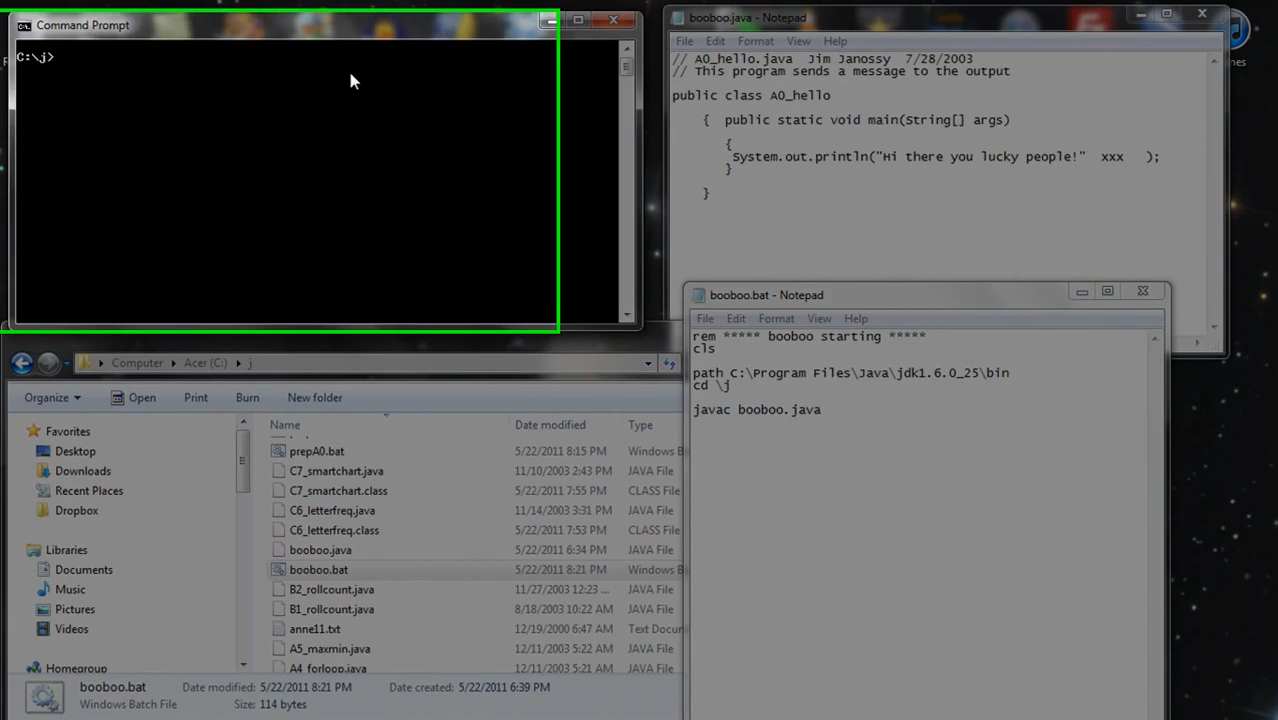 Command Prompt
C:\j>
booboo.java - Notepad
File Edit Format View Help
// A0_hello.java Jim Janossy 7/28/2003
// This program sends a message to the output
public class A0_hello
{ public static void main(String[] args)
{
System.out.println("Hi there you lucky people!" xxx );
}
}
booboo.bat - Notepad
File Edit Format View Help
rem ***** booboo starting *****
cls
path C:\Program Files\Java\jdk1.6.0_25\bin
cd \j
javac booboo.java
Computer Acer (C:) j
Organize Open Print Burn New folder
Favorites
Desktop
Downloads
Recent Places
Dropbox
Libraries
Documents
Music
Pictures
Videos
Homegroup
Name Date modified Type
prepA0.bat 5/22/2011 8:15 PM Windows B
C7_smartchart.java 11/10/2003 2:43 PM JAVA File
C7_smartchart.class 5/22/2011 7:55 PM CLASS File
C6_letterfreq.java 11/14/2003 3:31 PM JAVA File
C6_letterfreq.class 5/22/2011 7:53 PM CLASS File
booboo.java 5/22/2011 6:34 PM JAVA File
booboo.bat 5/22/2011 8:21 PM Windows B
B2_rollcount.java 11/27/2003 12:23 ... JAVA File
B1_rollcount.java 8/18/2003 10:22 AM JAVA File
anne11.txt 12/19/2000 6:47 AM Text Docum
A5_maxmin.java 12/11/2003 5:22 AM JAVA File
A4_forloop.java 12/11/2003 5:21 AM JAVA File
booboo.bat Date modified: 5/22/2011 8:21 PM Date created: 5/22/2011 6:39 PM
Windows Batch File Size: 114 bytes